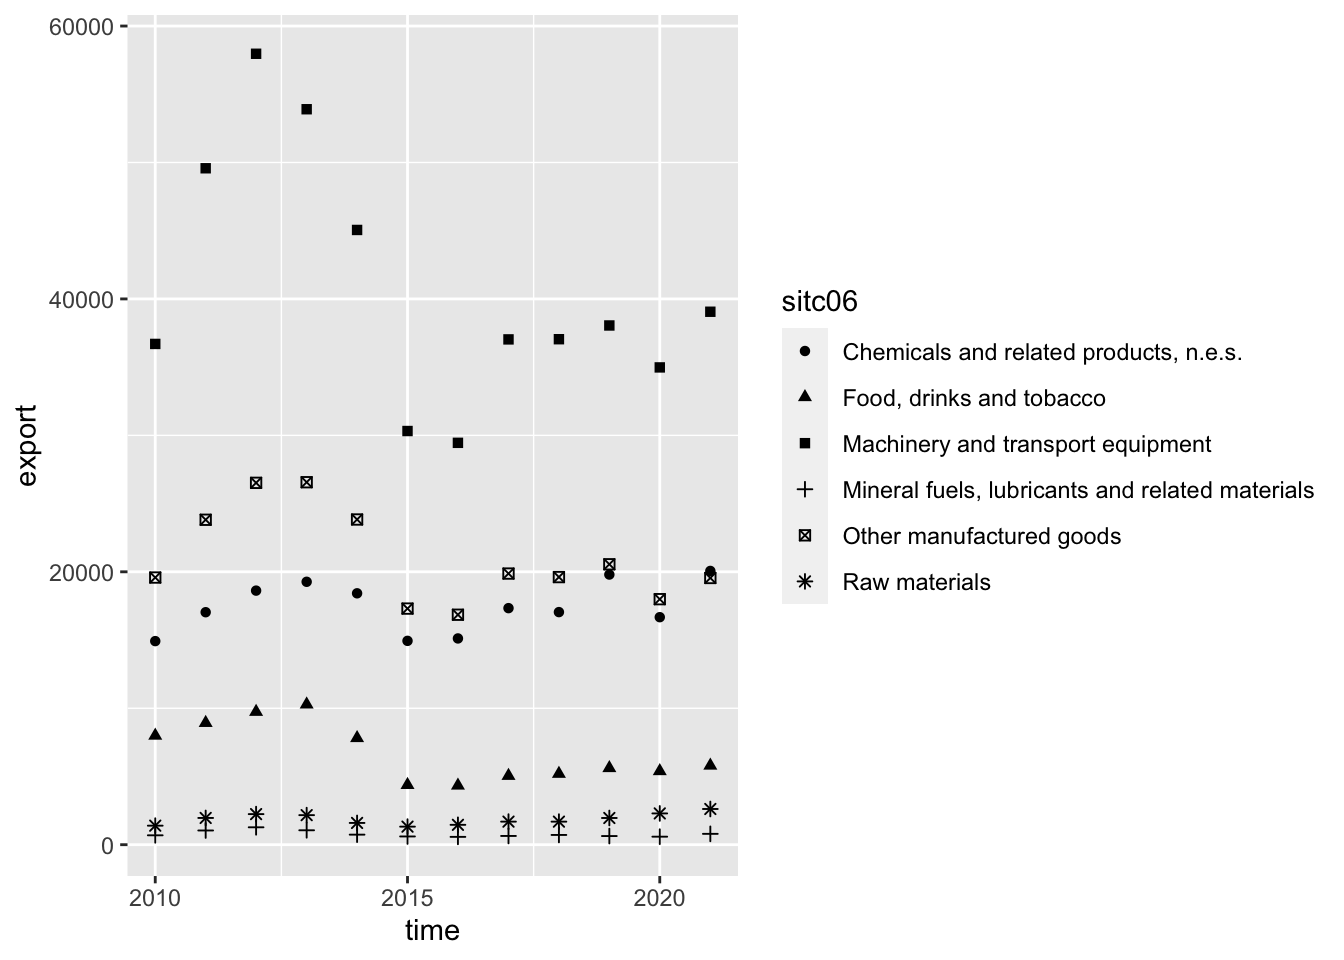 60000
40000
20000
0
export
2010
2015
2020
time
sitc06
Chemicals and related products, n.e.s.
Food, drinks and tobacco
Machinery and transport equipment
Mineral fuels, lubricants and related materials
Other manufactured goods
Raw materials